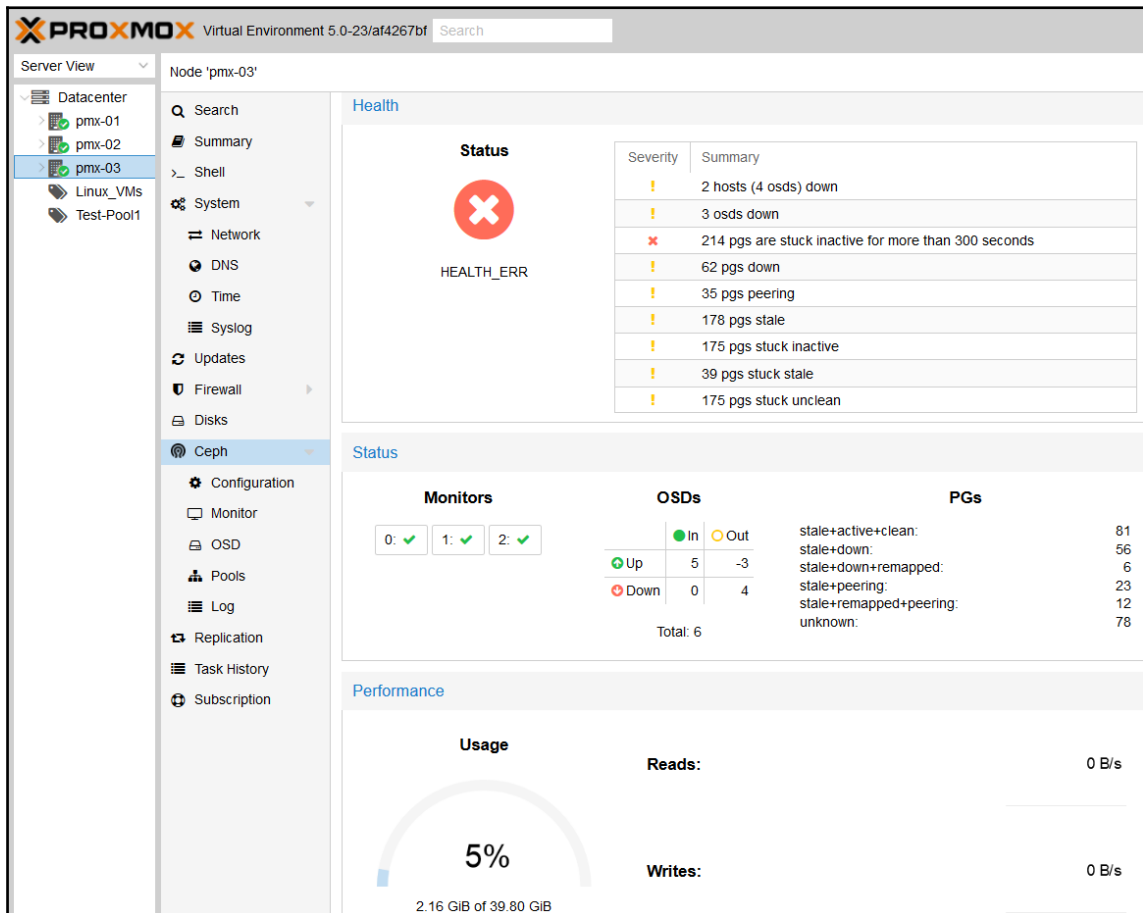 PROXMOX Virtual Environment 5.0-23/af4267bf Search
Server View
Datacenter
pmx-01
pmx-02
pmx-03
Linux_VMs
Test-Pool1
Node 'pmx-03'
Search
Summary
>_ Shell
System
Network
DNS
Time
Syslog
Updates
Firewall
Disks
Ceph
Configuration
Monitor
OSD
Pools
Log
Replication
Task History
Subscription
Health
Status
HEALTH_ERR
Severity Summary
! 2 hosts (4 osds) down
! 3 osds down
214 pgs are stuck inactive for more than 300 seconds
! 62 pgs down
! 35 pgs peering
! 178 pgs stale
! 175 pgs stuck inactive
! 39 pgs stuck stale
! 175 pgs stuck unclean
Status
Monitors
0: 1: 2:
OSDs
In Out
Up 5 -3
Down 0 4
Total: 6
PGs
stale+active+clean: 81
stale+down: 56
stale+down+remapped: 6
stale+peering: 23
stale+remapped+peering: 12
unknown: 78
Performance
Usage
5%
2.16 GiB of 39.80 GiB
Reads: 0 B/s
Writes: 0 B/s